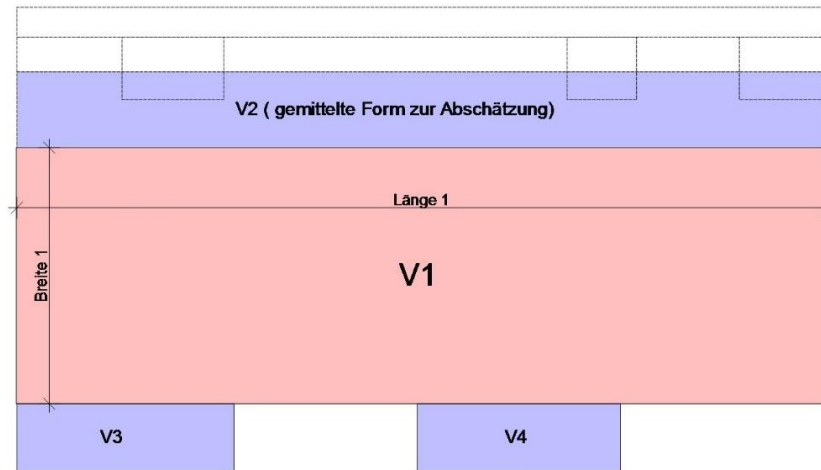 V2 ( gemittelte Form zur Abschätzung)
Länge 1
Breite 1
V1
V3
V4